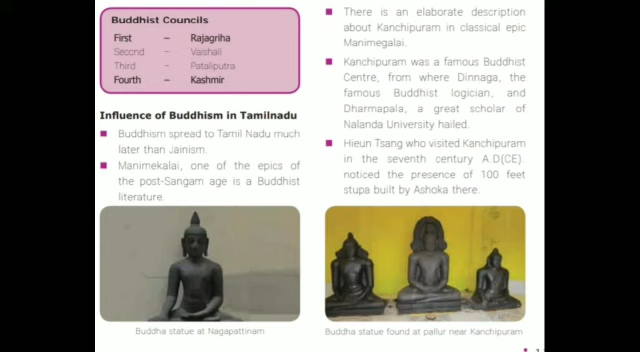 Buddhist Councils
First – Rajagriha
Second – Vaishali
Third – Pataliputra
Fourth – Kashmir
Influence of Buddhism in Tamilnadu
Buddhism spread to Tamil Nadu much
later than Jainism.
Manimekalai, one of the epics of
the post-Sangam age is a Buddhist
literature.
Buddha statue at Nagapattinam
There is an elaborate description
about Kanchipuram in classical epic
Manimegalai.
Kanchipuram was a famous Buddhist
Centre, from where Dinnaga, the
famous Buddhist logician, and
Dharmapala, a great scholar of
Nalanda University hailed.
Hieun Tsang who visited Kanchipuram
in the seventh century A.D(CE).
noticed the presence of 100 feet
stupa built by Ashoka there.
Buddha statue found at pallur near Kanchipuram